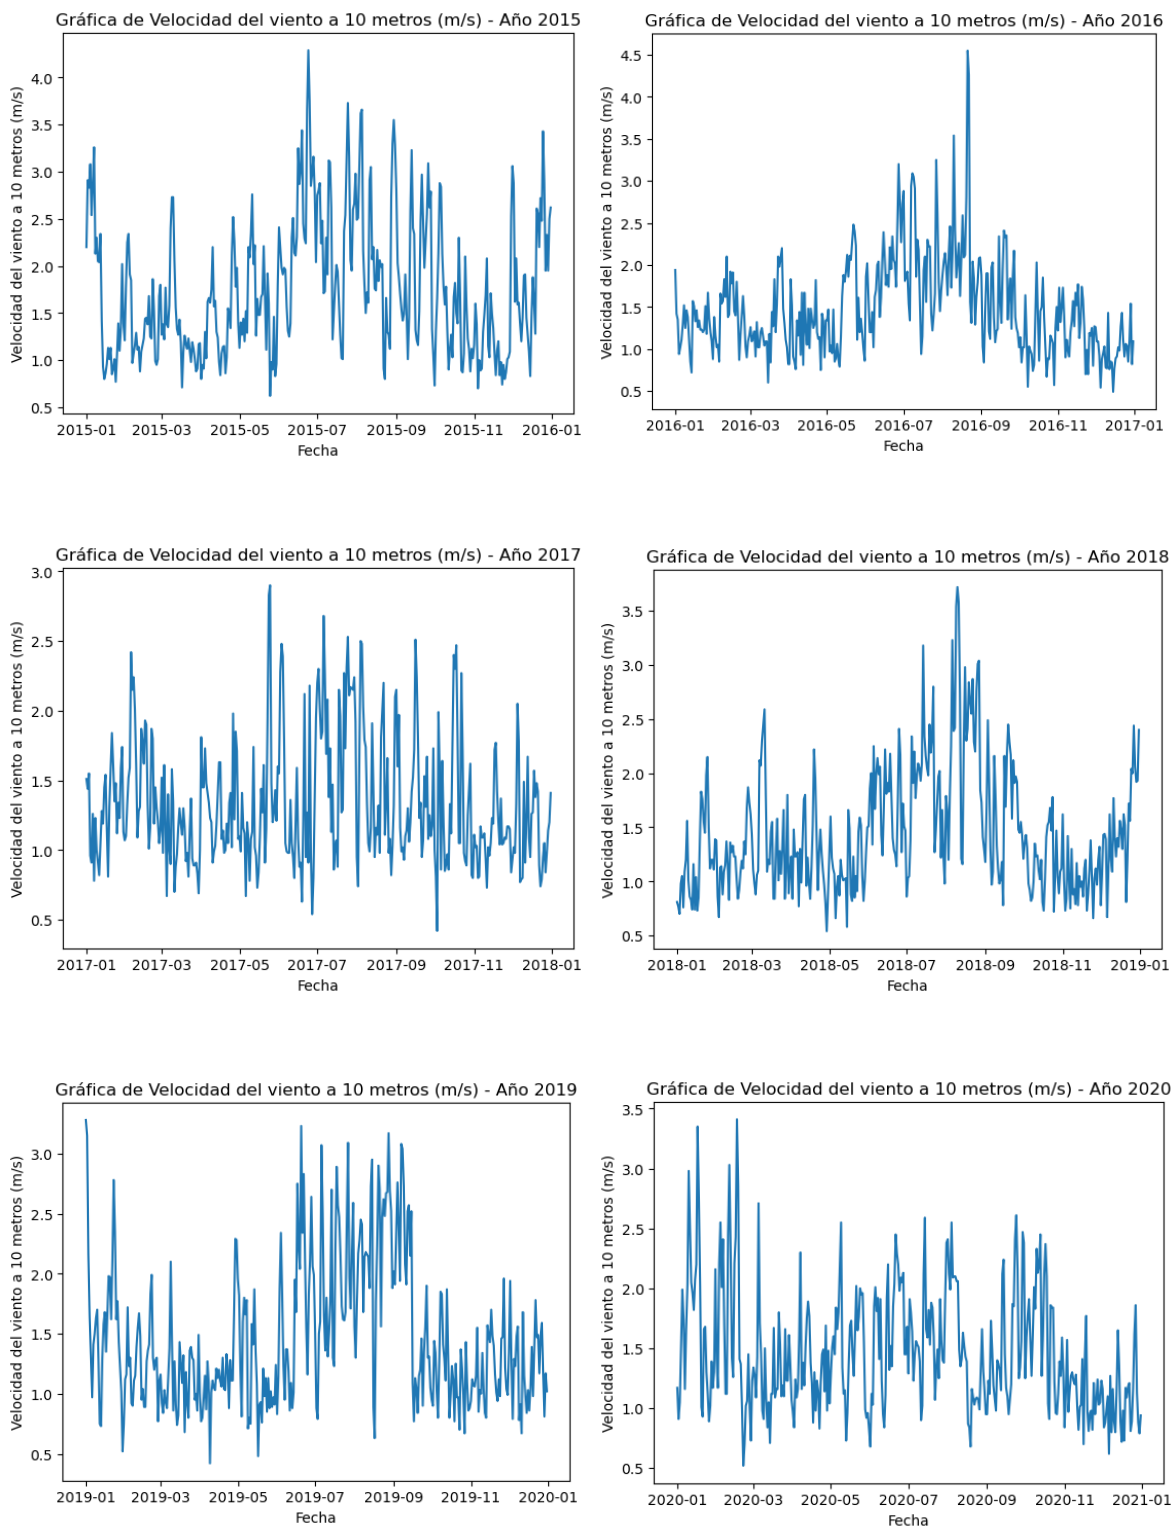 Gráfica de Velocidad del viento a 10 metros (m/s) - Año 2015
Velocidad del viento a 10 metros (m/s)
4.0
3.5
3.0
2.5
2.0
1.5
1.0
0.5
2015-01 2015-03 2015-05 2015-07 2015-09 2015-11 2016-01
Fecha
Gráfica de Velocidad del viento a 10 metros (m/s) - Año 2016
Velocidad del viento a 10 metros (m/s)
4.5
4.0
3.5
3.0
2.5
2.0
1.5
1.0
0.5
2016-01 2016-03 2016-05 2016-07 2016-09 2016-11 2017-01
Fecha
Gráfica de Velocidad del viento a 10 metros (m/s) - Año 2017
Velocidad del viento a 10 metros (m/s)
3.0
2.5
2.0
1.5
1.0
0.5
2017-01 2017-03 2017-05 2017-07 2017-09 2017-11 2018-01
Fecha
Gráfica de Velocidad del viento a 10 metros (m/s) - Año 2018
Velocidad del viento a 10 metros (m/s)
3.5
3.0
2.5
2.0
1.5
1.0
0.5
2018-01 2018-03 2018-05 2018-07 2018-09 2018-11 2019-01
Fecha
Gráfica de Velocidad del viento a 10 metros (m/s) - Año 2019
Velocidad del viento a 10 metros (m/s)
3.0
2.5
2.0
1.5
1.0
0.5
2019-01 2019-03 2019-05 2019-07 2019-09 2019-11 2020-01
Fecha
Gráfica de Velocidad del viento a 10 metros (m/s) - Año 2020
Velocidad del viento a 10 metros (m/s)
3.5
3.0
2.5
2.0
1.5
1.0
0.5
2020-01 2020-03 2020-05 2020-07 2020-09 2020-11 2021-01
Fecha